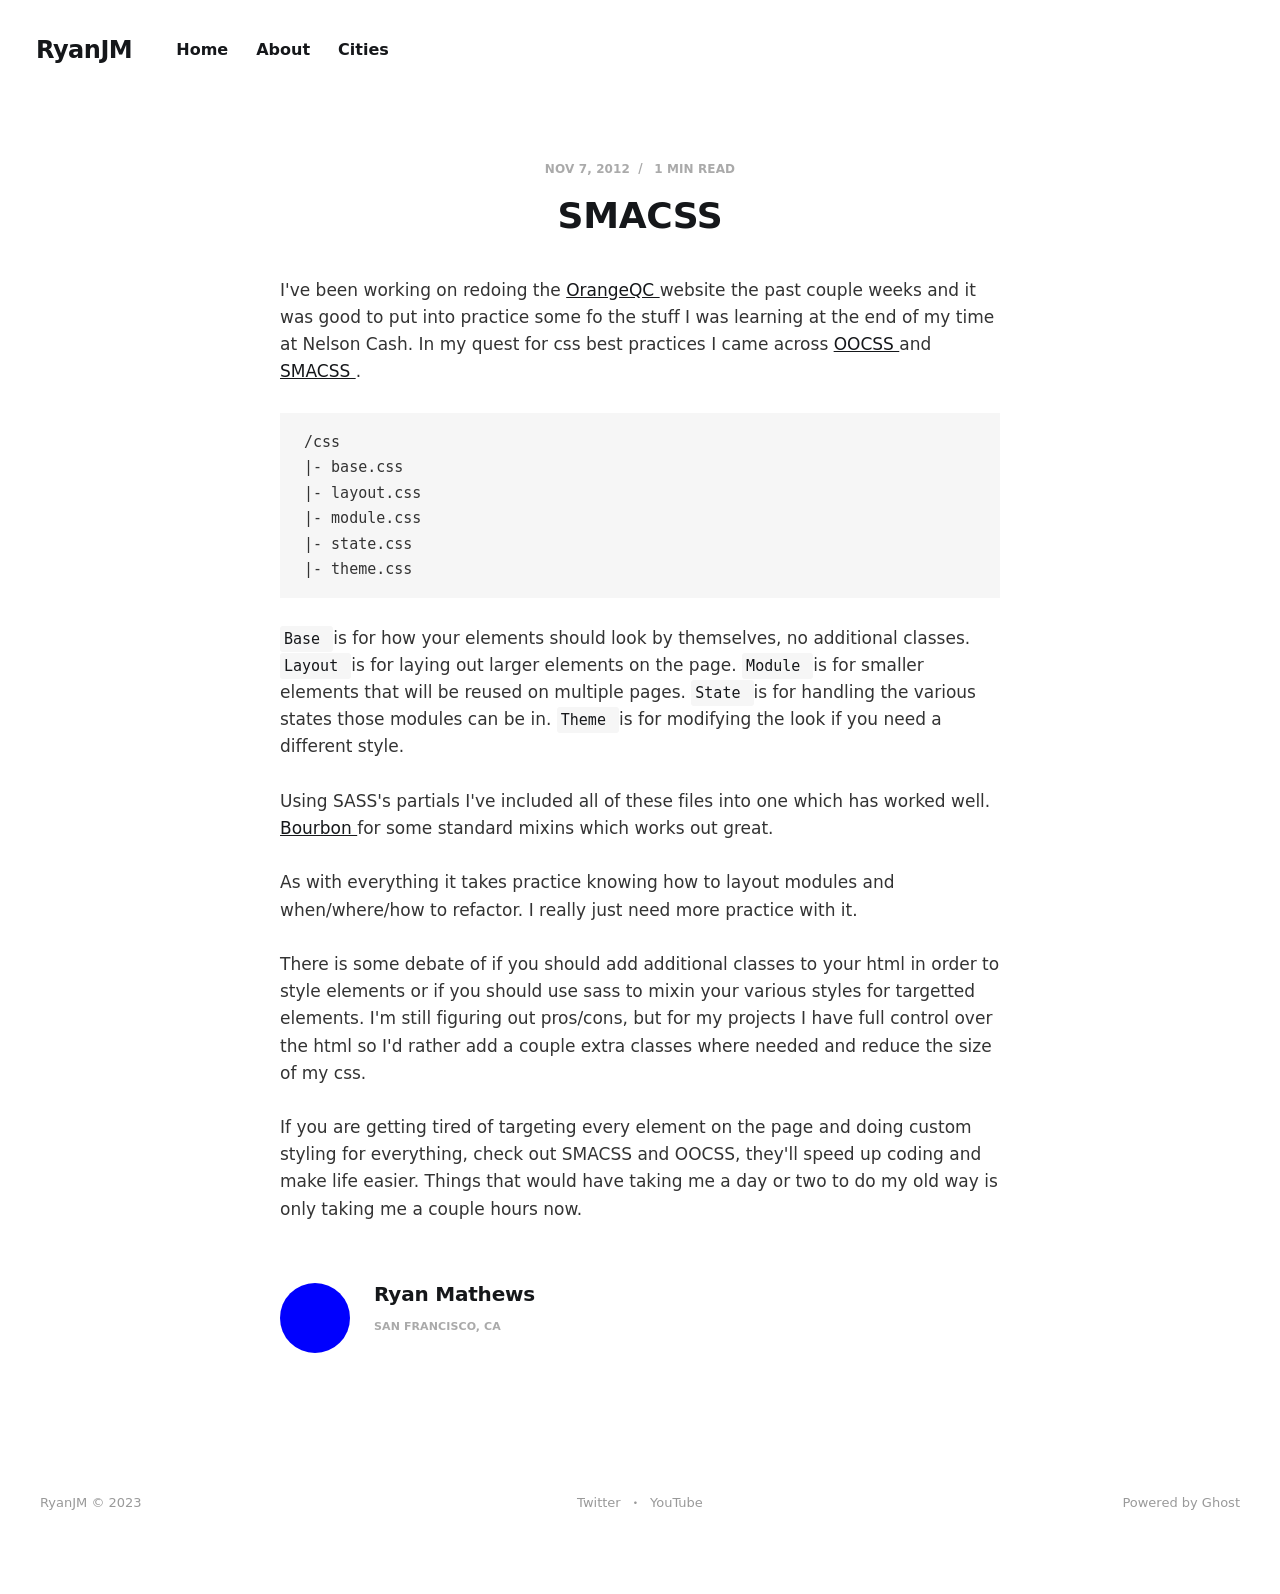 RyanJM
Home
About
Cities
NOV 7, 2012 / 1 MIN READ
SMACSS
I've been working on redoing the OrangeQC website the past couple weeks and it
was good to put into practice some fo the stuff I was learning at the end of my time
at Nelson Cash. In my quest for css best practices I came across OOCSS and
SMACSS .
/css
|- base.css
|- layout.css
|- module.css
|- state.css
|- theme.css
Base is for how your elements should look by themselves, no additional classes.
Layout is for laying out larger elements on the page. Module is for smaller
elements that will be reused on multiple pages. State is for handling the various
states those modules can be in. Theme is for modifying the look if you need a
different style.
Using SASS's partials I've included all of these files into one which has worked well.
Bourbon for some standard mixins which works out great.
As with everything it takes practice knowing how to layout modules and
when/where/how to refactor. I really just need more practice with it.
There is some debate of if you should add additional classes to your html in order to
style elements or if you should use sass to mixin your various styles for targetted
elements. I'm still figuring out pros/cons, but for my projects I have full control over
the html so I'd rather add a couple extra classes where needed and reduce the size
of my css.
If you are getting tired of targeting every element on the page and doing custom
styling for everything, check out SMACSS and OOCSS, they'll speed up coding and
make life easier. Things that would have taking me a day or two to do my old way is
only taking me a couple hours now.
Ryan Mathews
SAN FRANCISCO, CA
RyanJM © 2023
Twitter • YouTube
Powered by Ghost